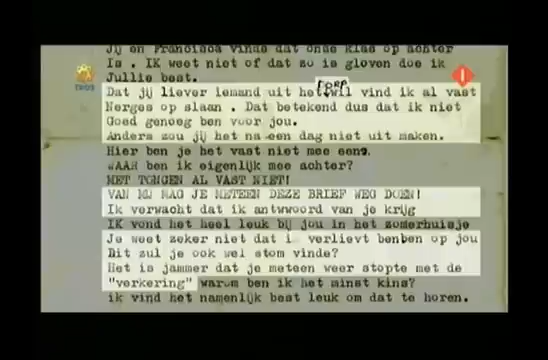 Jij en Francisca vinde dat onze klas op achter
Is . IK weet niet of dat zo is gloven doe ik
Jullie best.
Dat jij liever iemand uit het wil vind ik al vast
Nerges op slaan . Dat betekend dus dat ik niet
Goed genoeg ben voor jou.
Anders zou jij het na een dag niet uit maken.
Hier ben je het vast niet mee eens.
WAAR ben ik eigenlijk mee achter?
MET TONGEN AL VAST NIET!
VAN MIJ MAG JE METEEN DEZE BRIEF WEG DOEN!
Ik verwacht dat ik antwwoord van je krijg
IK vond het heel leuk bij jou in het zomerhuisje
Je weet zeker niet dat i verlievt benben op jou
Dit zul je ook wel stom vinde?
Het is jammer dat je meteen weer stopte met de
"verkering" warom ben ik het minst kins?
ik vind het namenlijk best leuk om dat te horen.
TROS
1